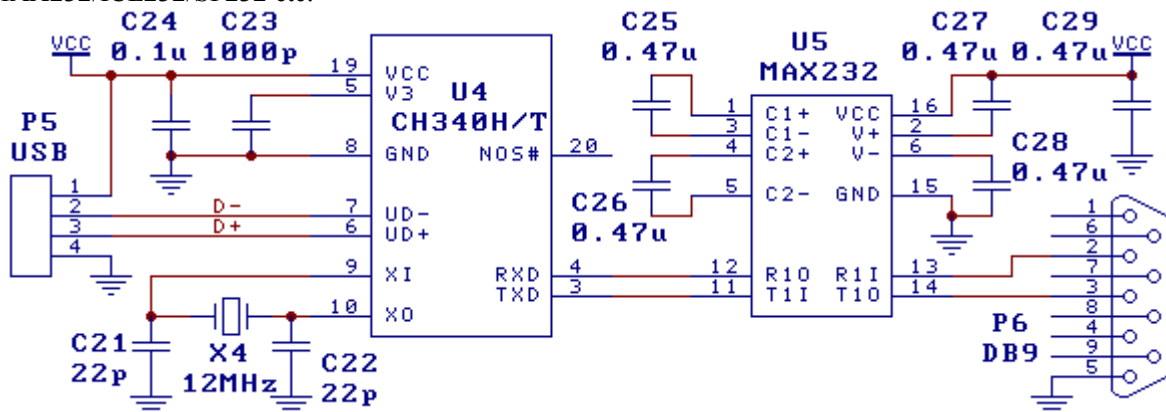 C24 C23 C25 C27 C29
VCC 0.1u 1000p 0.47u U5 0.47u 0.47u VCC
MAX232
19 VCC
5 V3
U4
CH340H/T
P5
USB
8 GND NOS# 20
1 C1+ VCC 16
3 C1- V+ 2
4 C2+ V- 6
C28
0.47u
5 C2- GND 15
C26
0.47u
1
2 D- 7 UD-
3 D+ 6 UD+
4
9 XI RXD 4 12 R1O R1I 13
TXD 3 11 T1I T1O 14
10 XO
C21
22p
X4
12MHz
C22
22p
P6
DB9
1
6
2
7
3
8
4
9
5